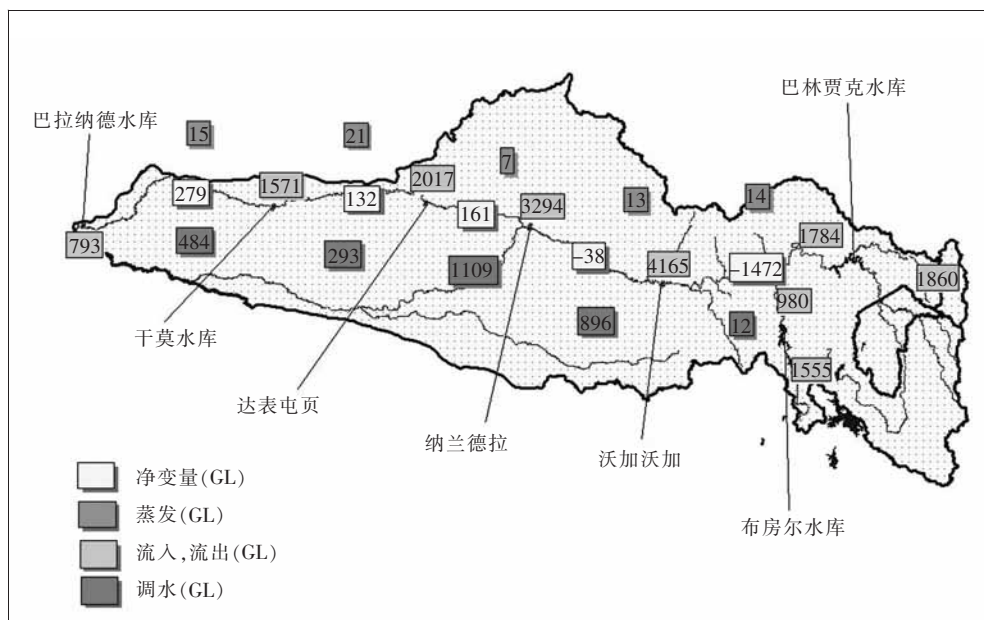 巴林贾克水库
巴拉纳德水库
15
21
7
13
14
279
1571
132
2017
161
3294
793
484
293
1109
-38
4165
-1472
1784
1860
980
896
12
1555
干莫水库
达表屯页
纳兰德拉
沃加沃加
布房尔水库
净变量(GL)
蒸发(GL)
流入,流出(GL)
调水(GL)